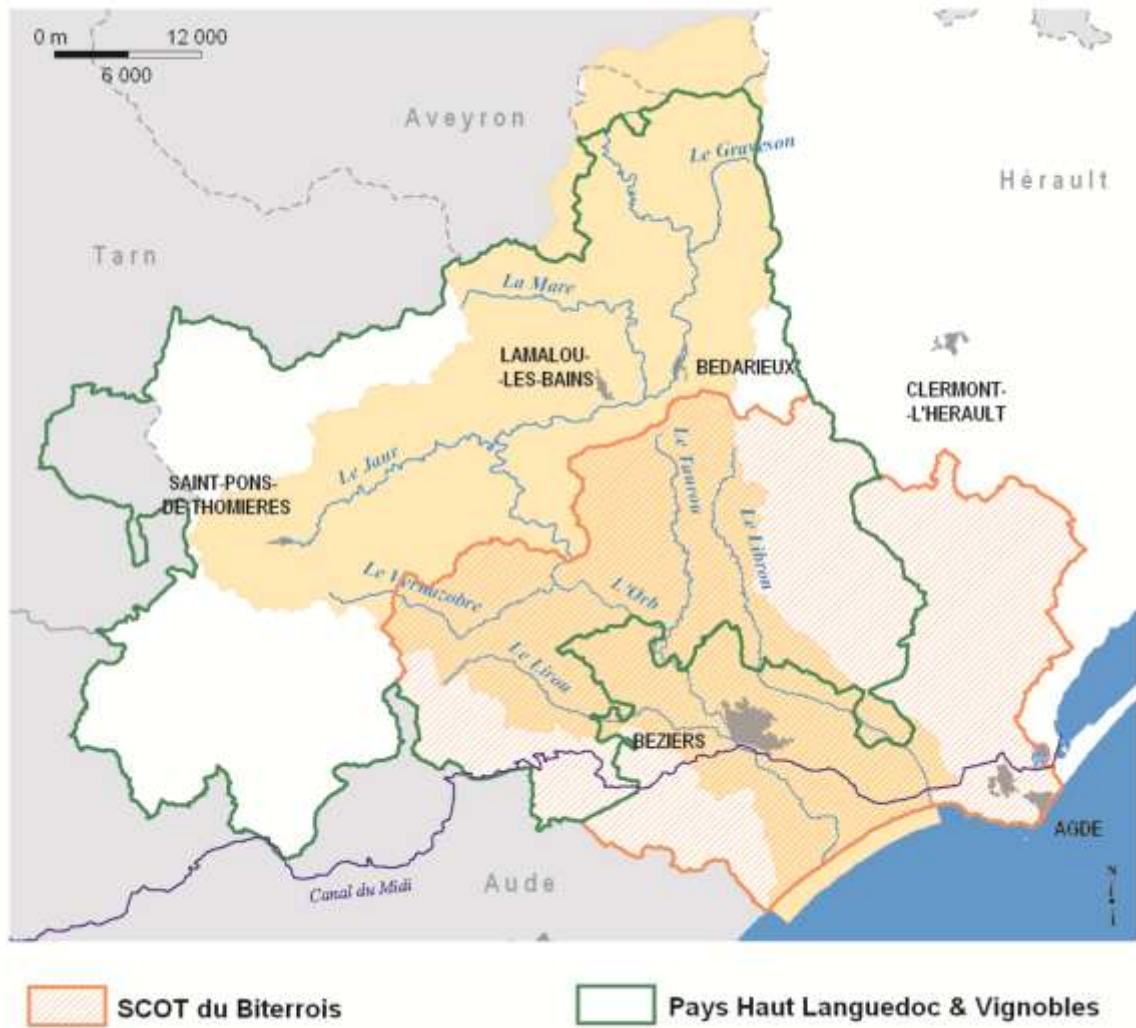 0 m 12 000
6 000
Aveyron
Le Graveson
Hérault
Tarn
La Mare
LAMALOU-
-LES-BAINS
BEDARIEUX
CLERMONT-
-L'HERAULT
Le Jaur
Le Taurou
SAINT-PONS-
DE THOMIERES
Le Libron
Le Vernazobre
L'Orb
Le Lirou
BEZIERS
AGDE
Canal du Midi
Aude
N
SCOT du Biterrois
Pays Haut Languedoc & Vignobles